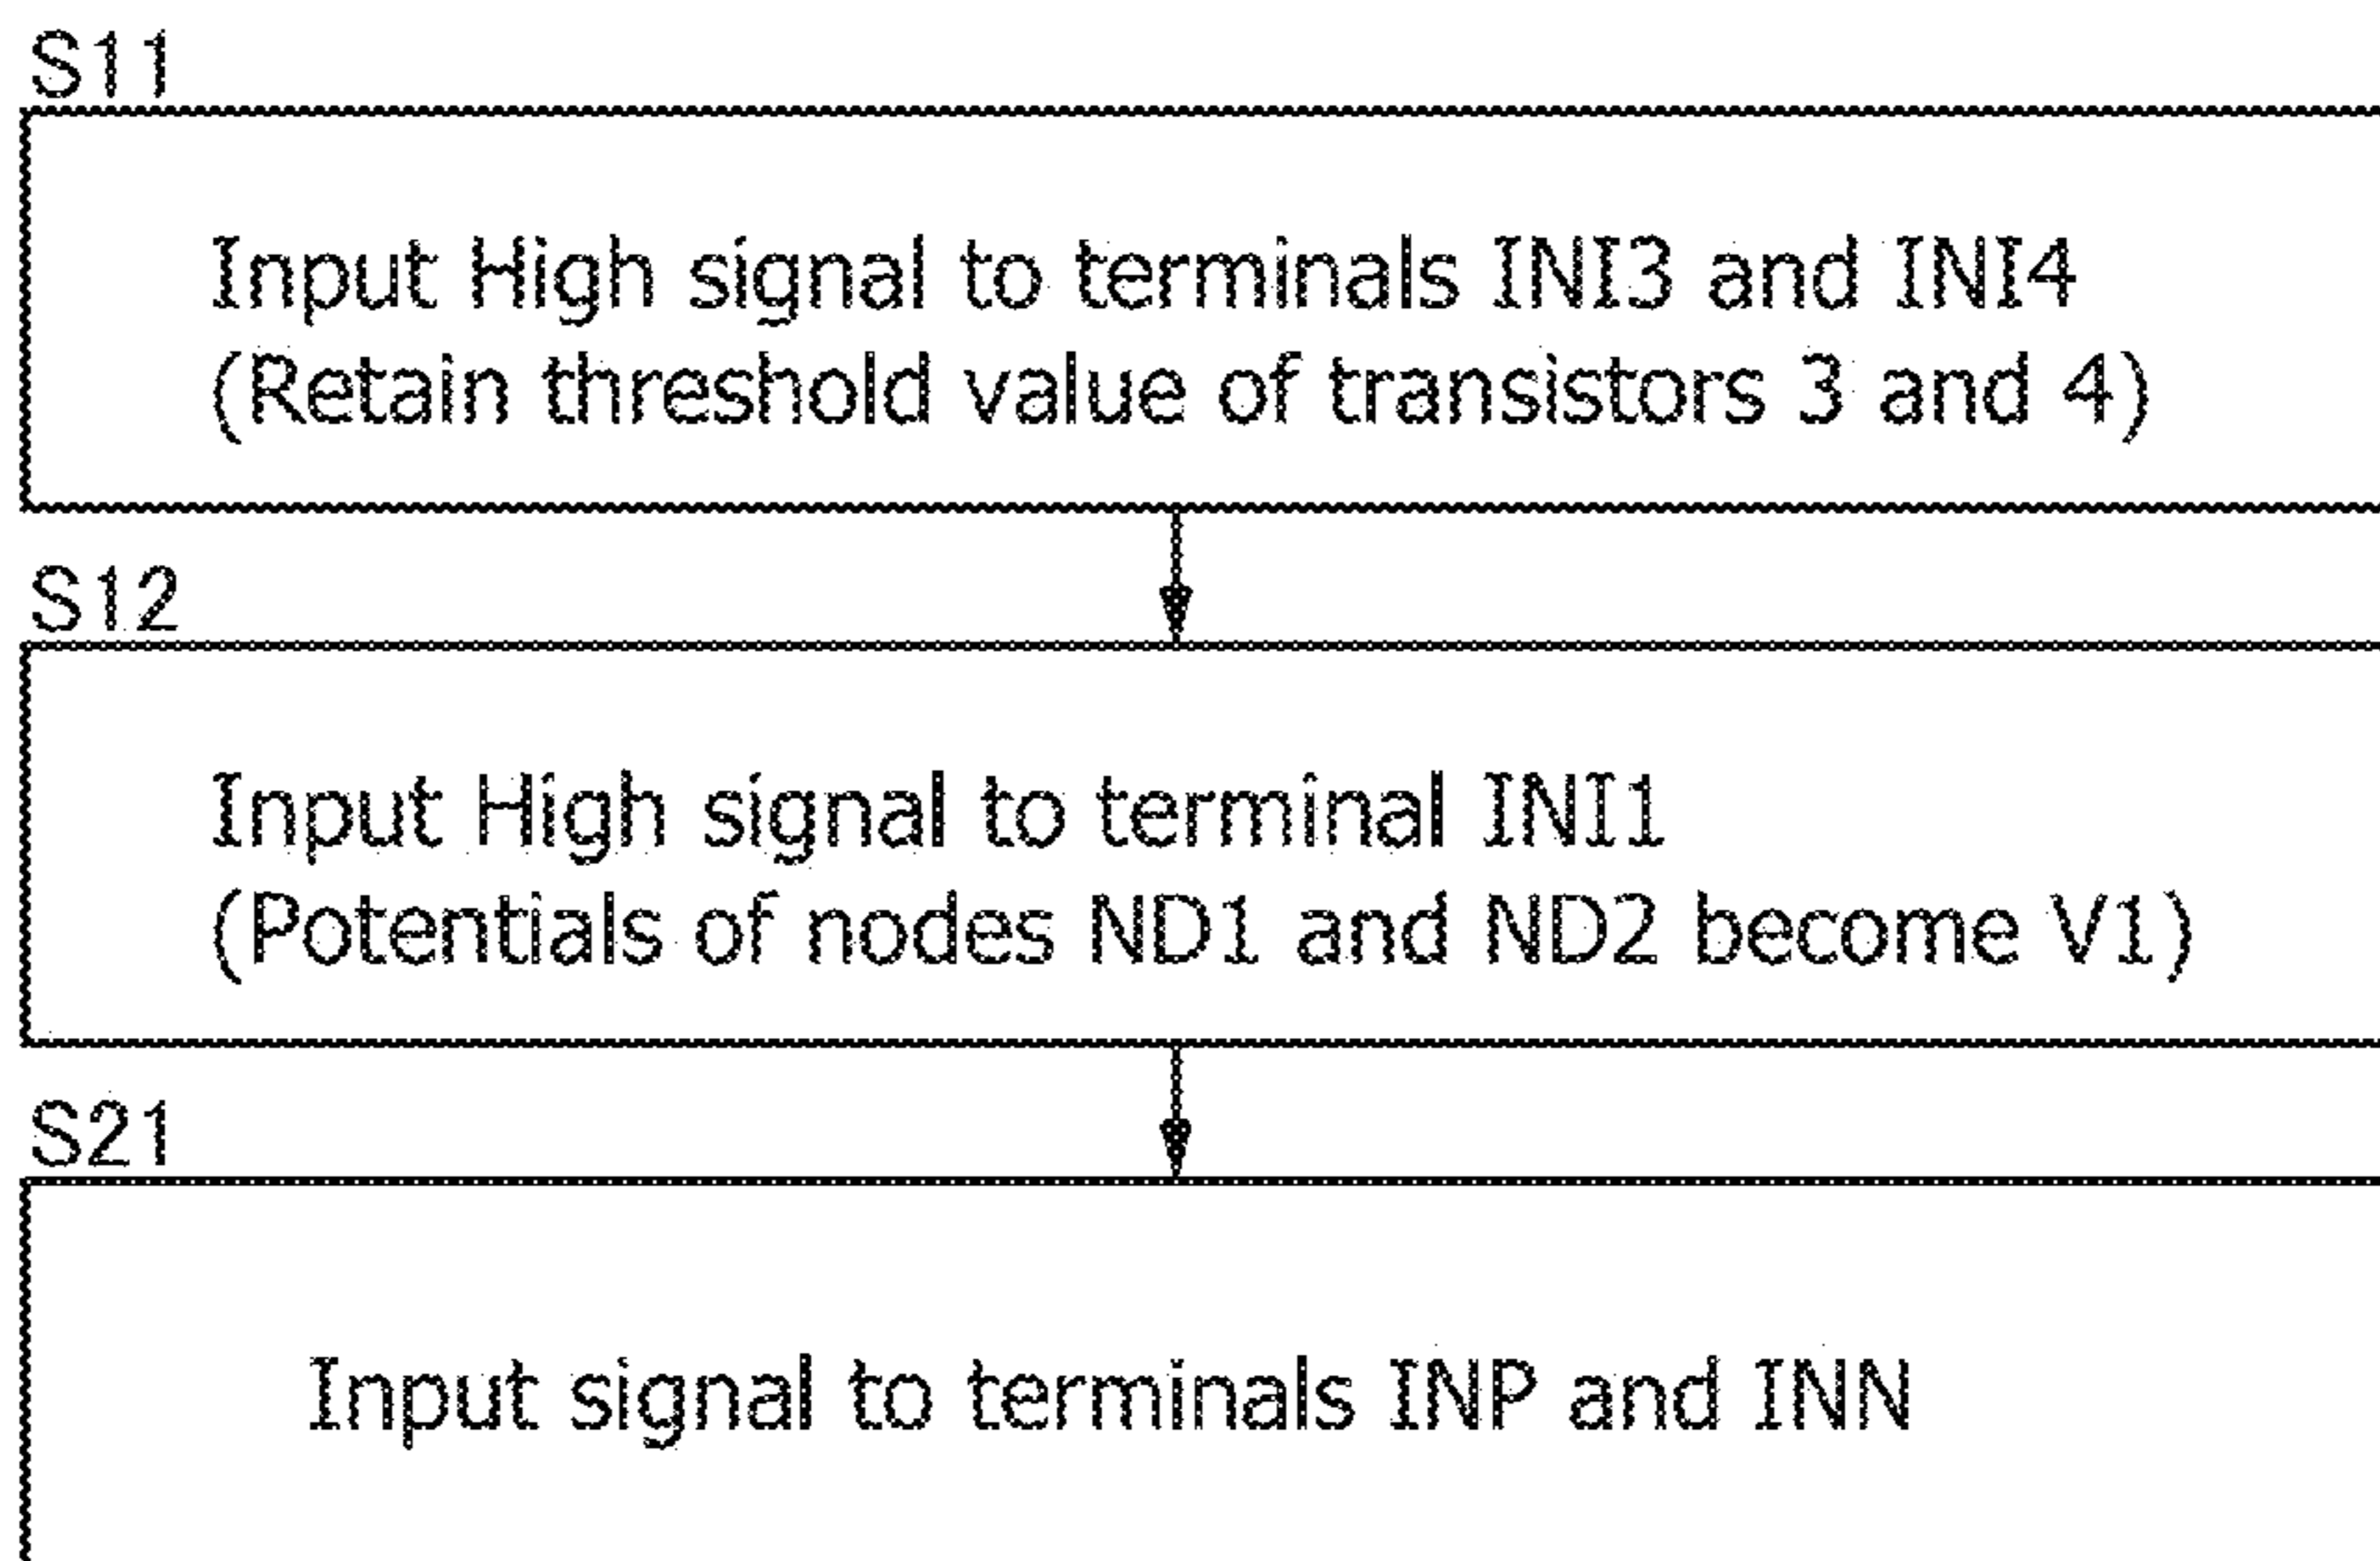 S11
Input High signal to terminals INI3 and INI4
(Retain threshold value of transistors 3 and 4)
S12
Input High signal to terminal INI1
(Potentials of nodes ND1 and ND2 become V1)
S21
Input signal to terminals INP and INN